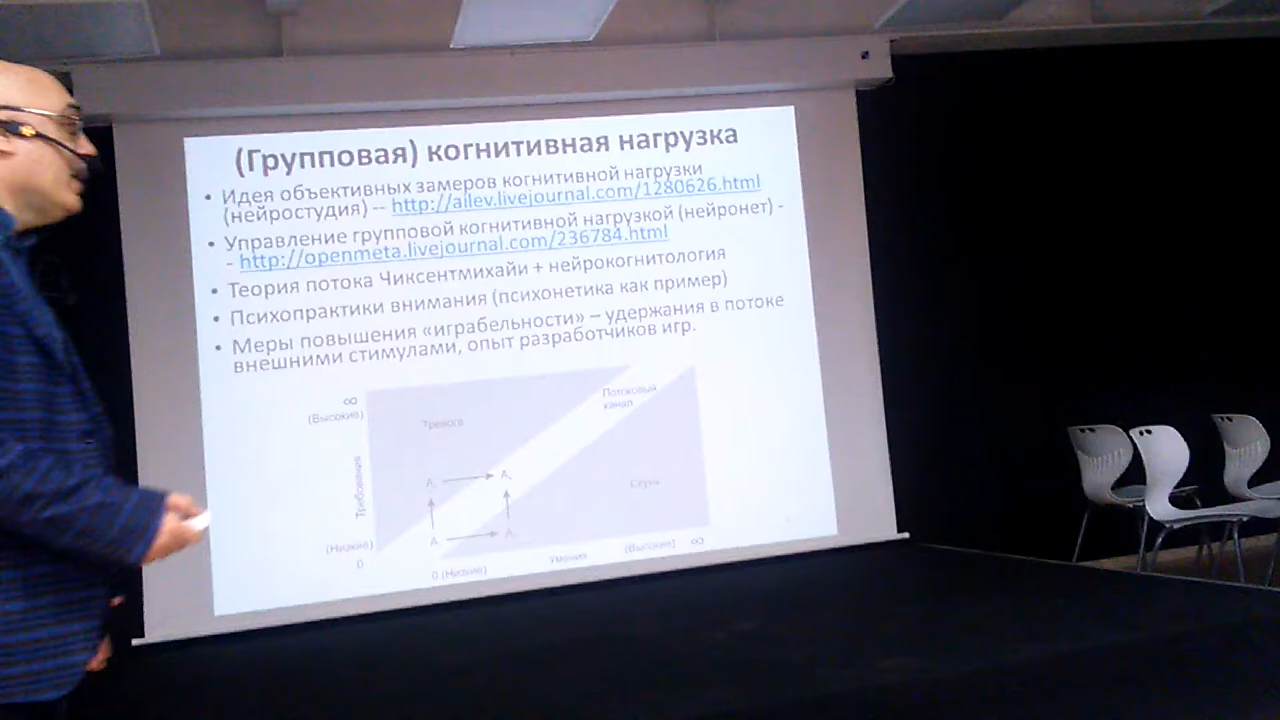 (Групповая) когнитивная нагрузка
• Идея объективных замеров когнитивной нагрузки
(нейростудия) -- http://ailev.livejournal.com/1280626.html
• Управление групповой когнитивной нагрузкой (нейронет) -
- http://openmeta.livejournal.com/236784.html
• Теория потока Чиксентмихайи + нейрокогнитология
• Психопрактики внимания (психонетика как пример)
• Меры повышения «играбельности» – удержания в потоке
внешними стимулами, опыт разработчиков игр.
∞
(Высокие)
Тревога
Потоковый
канал
Требования
A
A
Скука
A
A
(Низкие)
0
0 (Низкие)
Умения
(Высокие) ∞